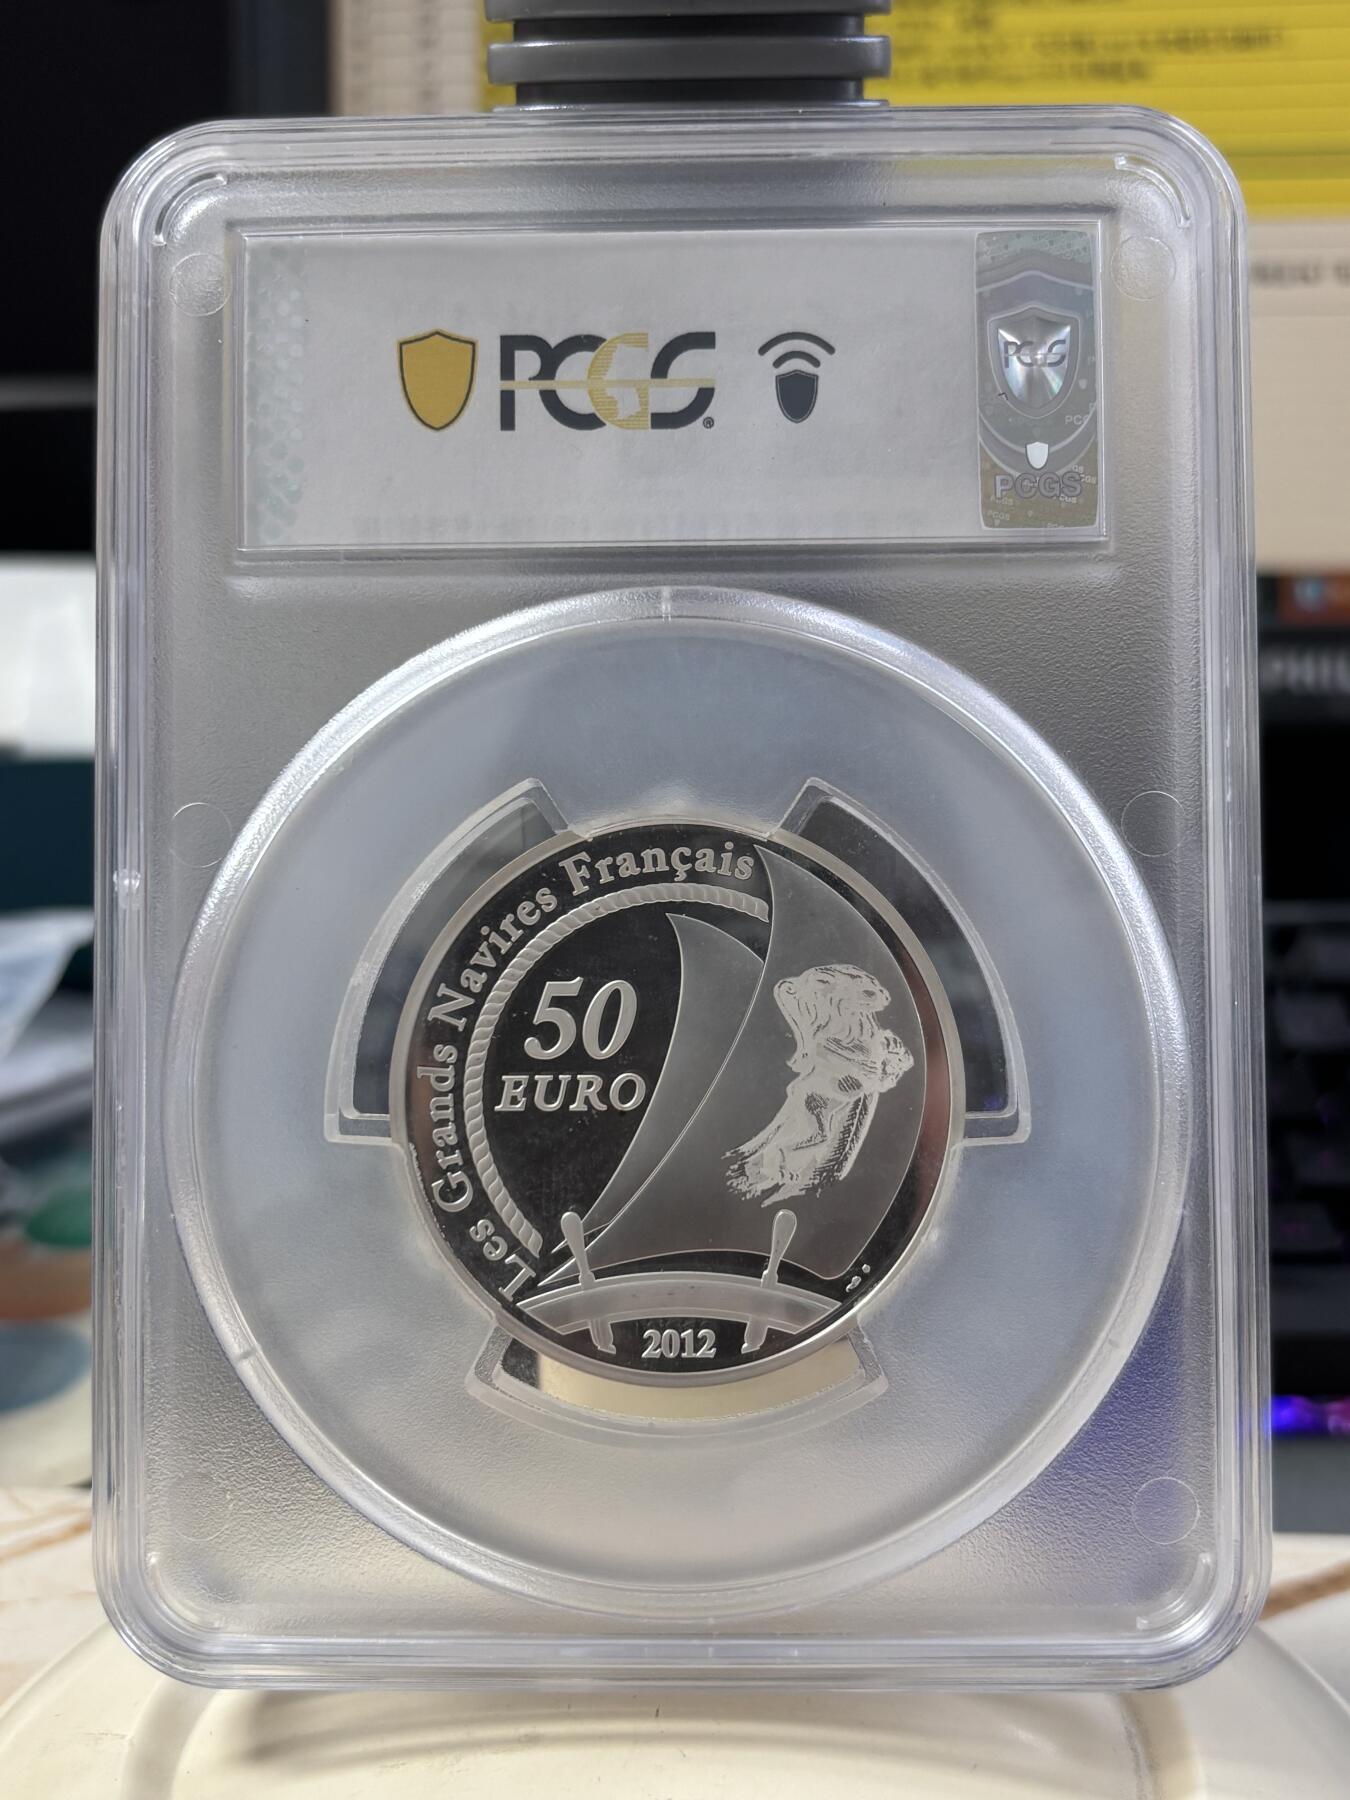 PCGS®
PCGS
PCGS
Les Grands Navires Français
50
EURO
2012